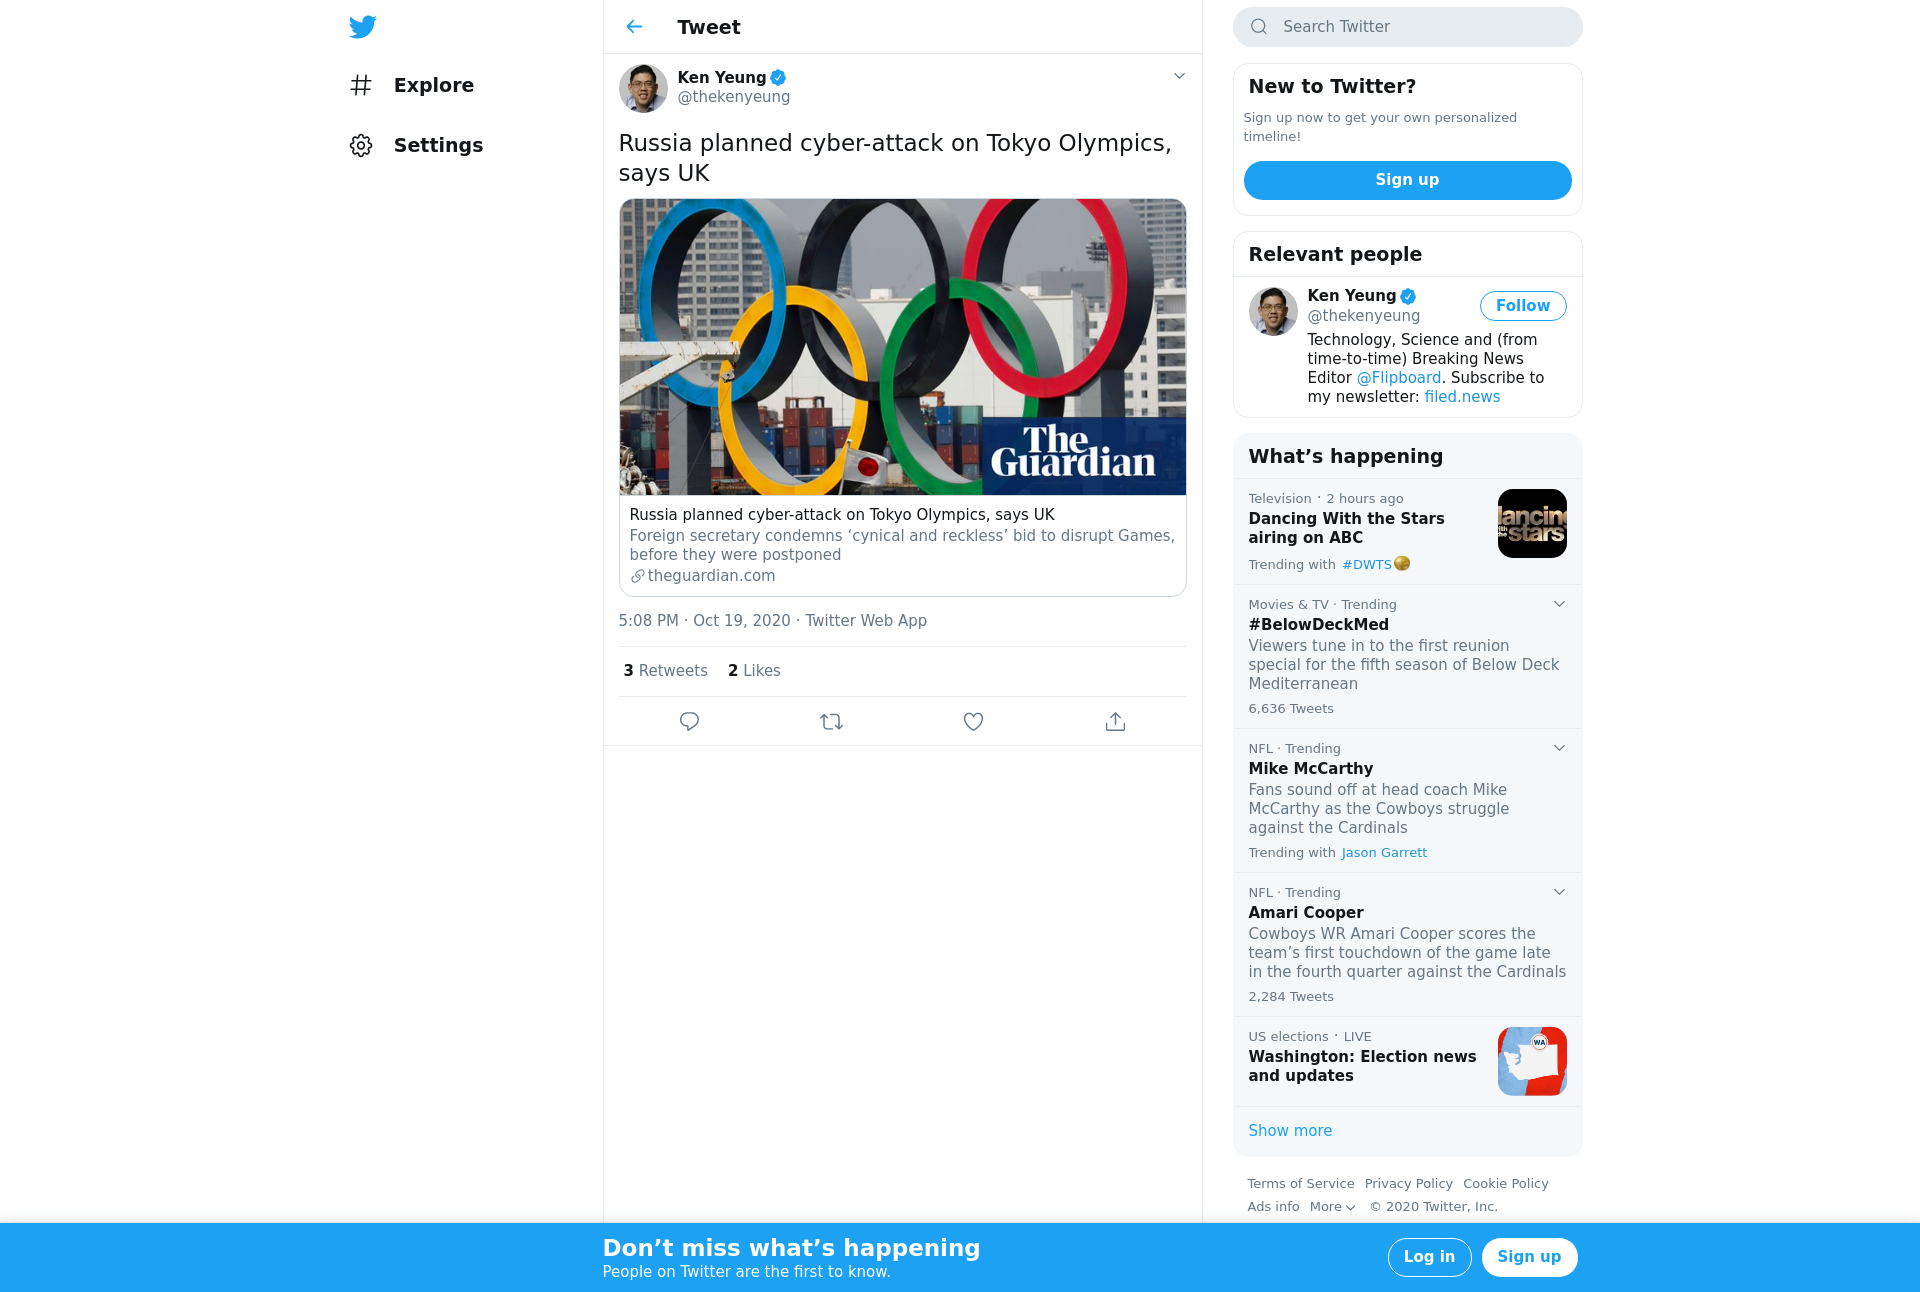 Explore
Settings
Tweet
Ken Yeung
@thekenyeung
Russia planned cyber-attack on Tokyo Olympics,
says UK
The
Guardian
Russia planned cyber-attack on Tokyo Olympics, says UK
Foreign secretary condemns ‘cynical and reckless’ bid to disrupt Games,
before they were postponed
theguardian.com
5:08 PM · Oct 19, 2020 · Twitter Web App
3 Retweets 2 Likes
Search Twitter
New to Twitter?
Sign up now to get your own personalized
timeline!
Sign up
Relevant people
Ken Yeung
@thekenyeung
Follow
Technology, Science and (from
time-to-time) Breaking News
Editor @Flipboard. Subscribe to
my newsletter: filed.news
What’s happening
Television · 2 hours ago
Dancing With the Stars
airing on ABC
Trending with #DWTS
dancing
with the
stars
Movies & TV · Trending
#BelowDeckMed
Viewers tune in to the first reunion
special for the fifth season of Below Deck
Mediterranean
6,636 Tweets
NFL · Trending
Mike McCarthy
Fans sound off at head coach Mike
McCarthy as the Cowboys struggle
against the Cardinals
Trending with Jason Garrett
NFL · Trending
Amari Cooper
Cowboys WR Amari Cooper scores the
team’s first touchdown of the game late
in the fourth quarter against the Cardinals
2,284 Tweets
US elections · LIVE
Washington: Election news
and updates
WA
Show more
Terms of Service Privacy Policy Cookie Policy
Ads info More © 2020 Twitter, Inc.
Don’t miss what’s happening
People on Twitter are the first to know.
Log in
Sign up